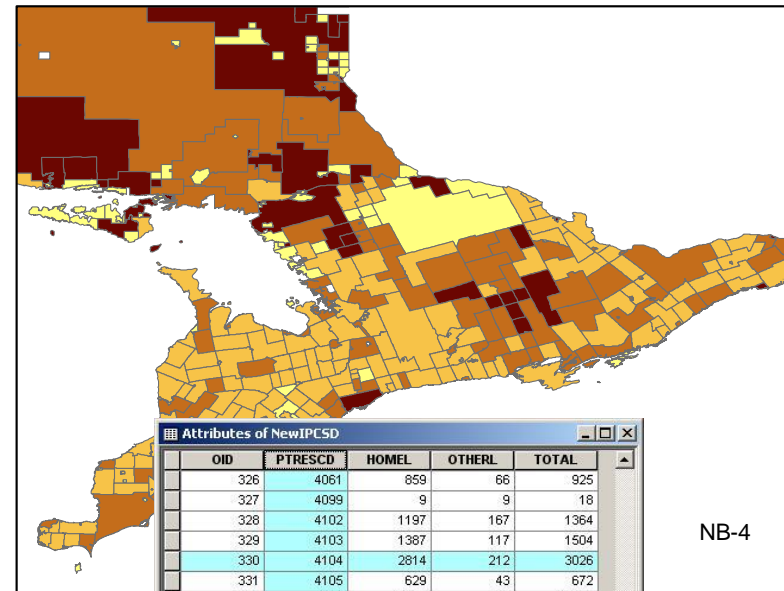 Attributes of NewIPCSD
OID PTRESCD HOMEL OTHERL TOTAL
326 4061 859 66 925
327 4099 9 9 18
328 4102 1197 167 1364
329 4103 1387 117 1504
330 4104 2814 212 3026
331 4105 629 43 672
NB-4